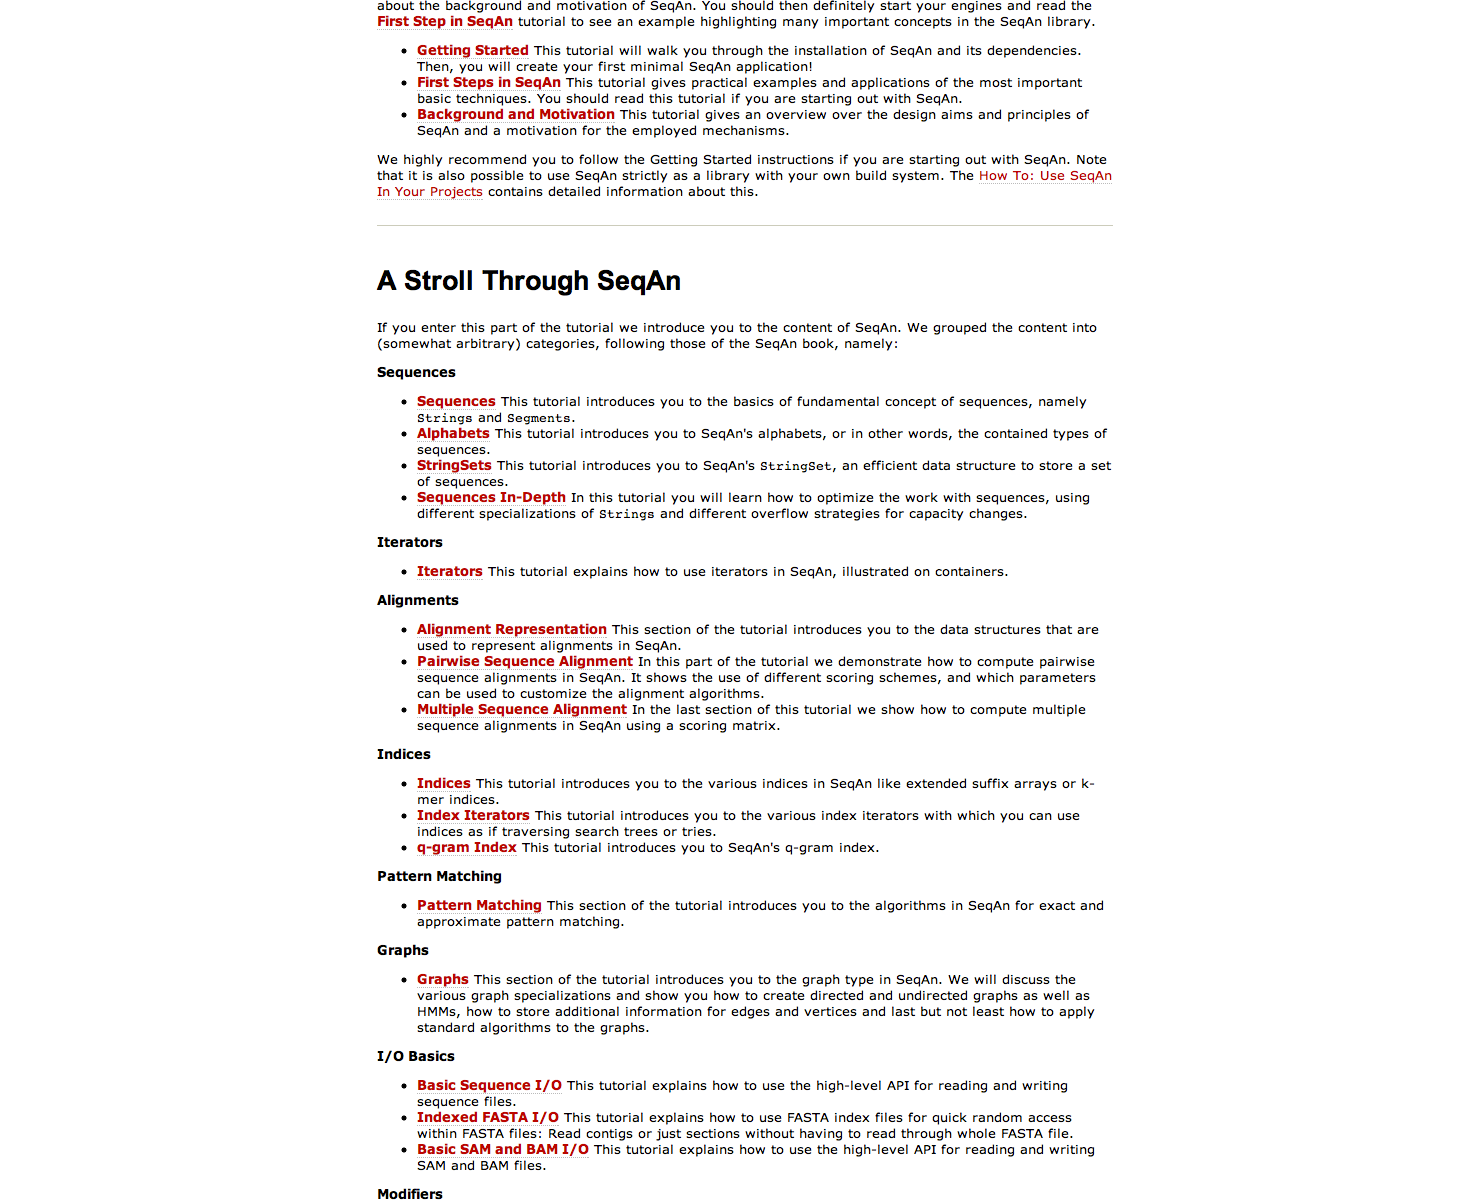 about the background and motivation of SeqAn. You should then definitely start your engines and read the
First Step in SeqAn tutorial to see an example highlighting many important concepts in the SeqAn library.
Getting Started This tutorial will walk you through the installation of SeqAn and its dependencies.
Then, you will create your first minimal SeqAn application!
First Steps in SeqAn This tutorial gives practical examples and applications of the most important
basic techniques. You should read this tutorial if you are starting out with SeqAn.
Background and Motivation This tutorial gives an overview over the design aims and principles of
SeqAn and a motivation for the employed mechanisms.
We highly recommend you to follow the Getting Started instructions if you are starting out with SeqAn. Note
that it is also possible to use SeqAn strictly as a library with your own build system. The How To: Use SeqAn
In Your Projects contains detailed information about this.
A Stroll Through SeqAn
If you enter this part of the tutorial we introduce you to the content of SeqAn. We grouped the content into
(somewhat arbitrary) categories, following those of the SeqAn book, namely:
Sequences
Sequences This tutorial introduces you to the basics of fundamental concept of sequences, namely
Strings and Segments.
Alphabets This tutorial introduces you to SeqAn's alphabets, or in other words, the contained types of
sequences.
StringSets This tutorial introduces you to SeqAn's StringSet, an efficient data structure to store a set
of sequences.
Sequences In-Depth In this tutorial you will learn how to optimize the work with sequences, using
different specializations of Strings and different overflow strategies for capacity changes.
Iterators
Iterators This tutorial explains how to use iterators in SeqAn, illustrated on containers.
Alignments
Alignment Representation This section of the tutorial introduces you to the data structures that are
used to represent alignments in SeqAn.
Pairwise Sequence Alignment In this part of the tutorial we demonstrate how to compute pairwise
sequence alignments in SeqAn. It shows the use of different scoring schemes, and which parameters
can be used to customize the alignment algorithms.
Multiple Sequence Alignment In the last section of this tutorial we show how to compute multiple
sequence alignments in SeqAn using a scoring matrix.
Indices
Indices This tutorial introduces you to the various indices in SeqAn like extended suffix arrays or k-
mer indices.
Index Iterators This tutorial introduces you to the various index iterators with which you can use
indices as if traversing search trees or tries.
q-gram Index This tutorial introduces you to SeqAn's q-gram index.
Pattern Matching
Pattern Matching This section of the tutorial introduces you to the algorithms in SeqAn for exact and
approximate pattern matching.
Graphs
Graphs This section of the tutorial introduces you to the graph type in SeqAn. We will discuss the
various graph specializations and show you how to create directed and undirected graphs as well as
HMMs, how to store additional information for edges and vertices and last but not least how to apply
standard algorithms to the graphs.
I/O Basics
Basic Sequence I/O This tutorial explains how to use the high-level API for reading and writing
sequence files.
Indexed FASTA I/O This tutorial explains how to use FASTA index files for quick random access
within FASTA files: Read contigs or just sections without having to read through whole FASTA file.
Basic SAM and BAM I/O This tutorial explains how to use the high-level API for reading and writing
SAM and BAM files.
Modifiers